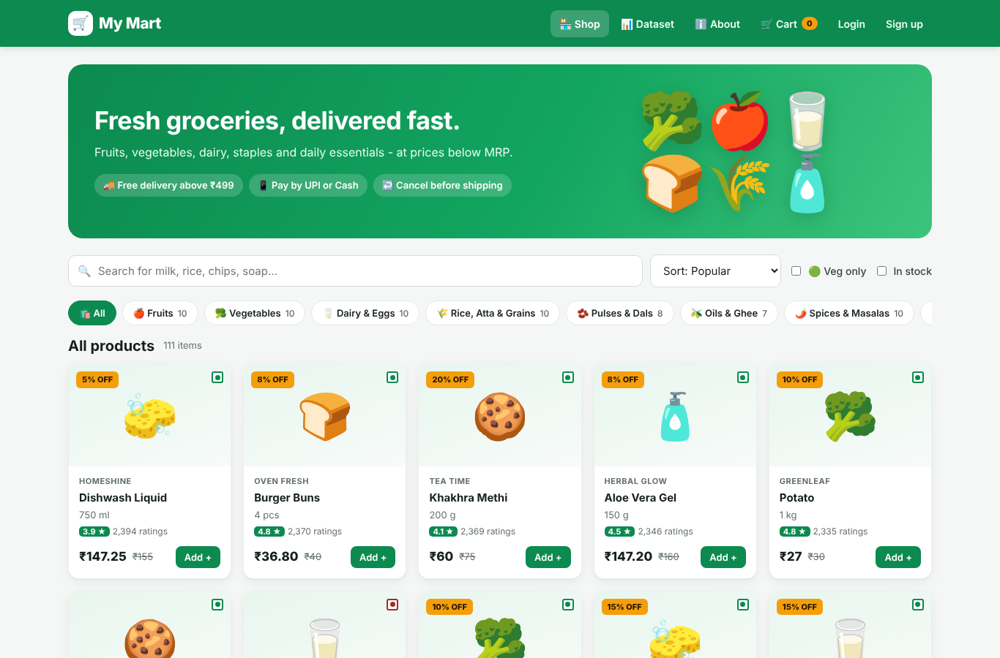 My Mart
Shop
Dataset
About
Cart 0
Login
Sign up
Fresh groceries, delivered fast.
Fruits, vegetables, dairy, staples and daily essentials - at prices below MRP.
Free delivery above ₹499
Pay by UPI or Cash
Cancel before shipping
Search for milk, rice, chips, soap...
Sort: Popular
Veg only
In stock
All
Fruits 10
Vegetables 10
Dairy & Eggs 10
Rice, Atta & Grains 10
Pulses & Dals 8
Oils & Ghee 7
Spices & Masalas 10
All products 111 items
5% OFF
HOMESHINE
Dishwash Liquid
750 ml
3.9 ★ 2,394 ratings
₹147.25 ₹155 Add +
8% OFF
OVEN FRESH
Burger Buns
4 pcs
4.8 ★ 2,370 ratings
₹36.80 ₹40 Add +
20% OFF
TEA TIME
Khakhra Methi
200 g
4.1 ★ 2,369 ratings
₹60 ₹75 Add +
8% OFF
HERBAL GLOW
Aloe Vera Gel
150 g
4.5 ★ 2,346 ratings
₹147.20 ₹160 Add +
10% OFF
GREENLEAF
Potato
1 kg
4.8 ★ 2,335 ratings
₹27 ₹30 Add +
10% OFF
15% OFF
15% OFF